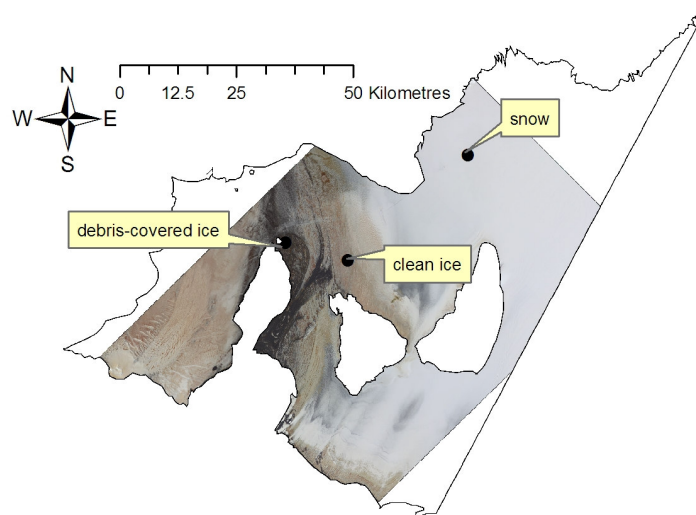 N
W E
S
0 12.5 25 50 Kilometres
snow
debris-covered ice
clean ice